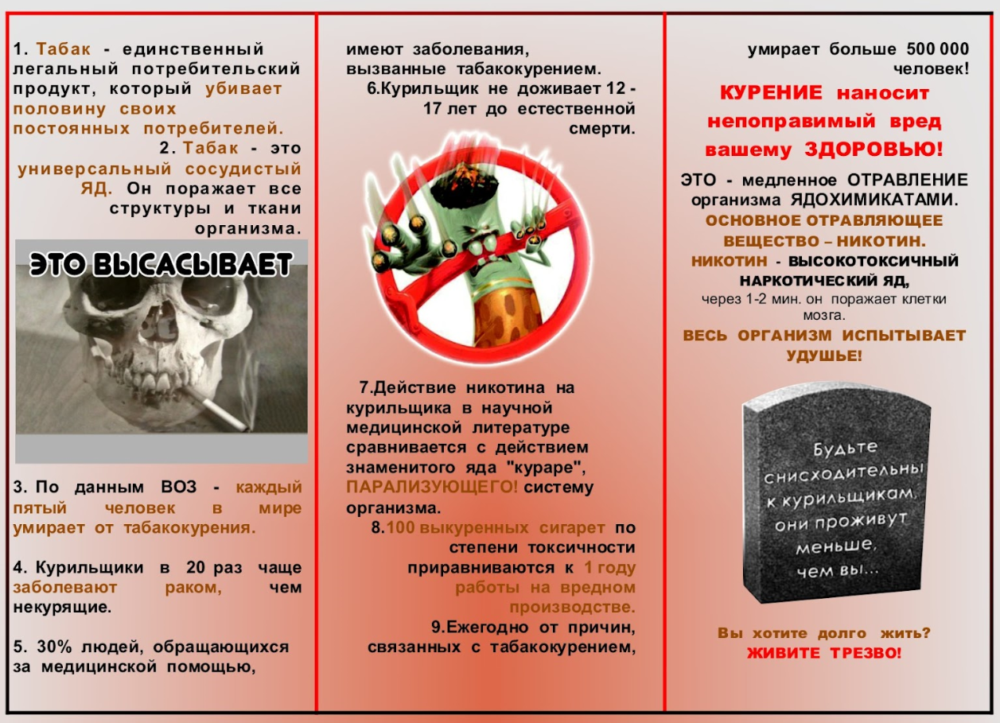 1. Табак - единственный
легальный потребительский
продукт, который убивает
половину своих
постоянных потребителей.
2. Табак - это
универсальный сосудистый
ЯД. Он поражает все
структуры и ткани
организма.
ЭТО ВЫСАСЫВАЕТ
3. По данным ВОЗ - каждый
пятый человек в мире
умирает от табакокурения.
4. Курильщики в 20 раз чаще
заболевают раком, чем
некурящие.
5. 30% людей, обращающихся
за медицинской помощью,
имеют заболевания,
вызванные табакокурением.
6.Курильщик не доживает 12 -
17 лет до естественной
смерти.
7.Действие никотина на
курильщика в научной
медицинской литературе
сравнивается с действием
знаменитого яда "кураре",
ПАРАЛИЗУЮЩЕГО! систему
организма.
8.100 выкуренных сигарет по
степени токсичности
приравниваются к 1 году
работы на вредном
производстве.
9.Ежегодно от причин,
связанных с табакокурением,
умирает больше 500 000
человек!
КУРЕНИЕ наносит
непоправимый вред
вашему ЗДОРОВЬЮ!
ЭТО - медленное ОТРАВЛЕНИЕ
организма ЯДОХИМИКАТАМИ.
ОСНОВНОЕ ОТРАВЛЯЮЩЕЕ
ВЕЩЕСТВО – НИКОТИН.
НИКОТИН - ВЫСОКОТОКСИЧНЫЙ
НАРКОТИЧЕСКИЙ ЯД,
через 1-2 мин. он поражает клетки
мозга.
ВЕСЬ ОРГАНИЗМ ИСПЫТЫВАЕТ
УДУШЬЕ!
Будьте
снисходительны
к курильщикам,
они проживут
меньше,
чем вы...
Вы хотите долго жить?
ЖИВИТЕ ТРЕЗВО!